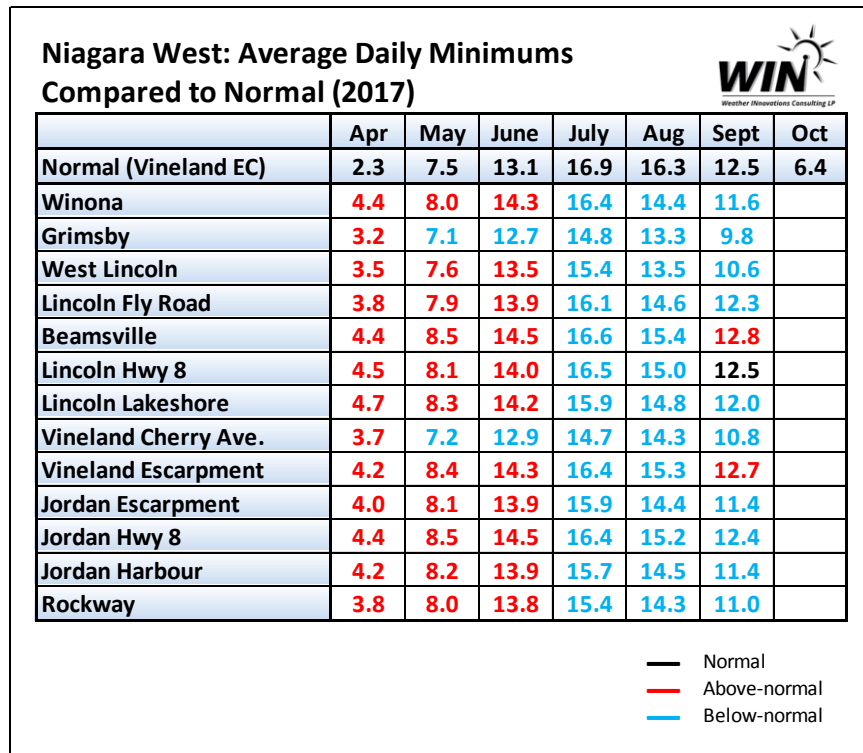 Niagara West: Average Daily Minimums
Compared to Normal (2017)
WIN
Weather INnovations Consulting LP
Apr May June July Aug Sept Oct
Normal (Vineland EC) 2.3 7.5 13.1 16.9 16.3 12.5 6.4
Winona 4.4 8.0 14.3 16.4 14.4 11.6
Grimsby 3.2 7.1 12.7 14.8 13.3 9.8
West Lincoln 3.5 7.6 13.5 15.4 13.5 10.6
Lincoln Fly Road 3.8 7.9 13.9 16.1 14.6 12.3
Beamsville 4.4 8.5 14.5 16.6 15.4 12.8
Lincoln Hwy 8 4.5 8.1 14.0 16.5 15.0 12.5
Lincoln Lakeshore 4.7 8.3 14.2 15.9 14.8 12.0
Vineland Cherry Ave. 3.7 7.2 12.9 14.7 14.3 10.8
Vineland Escarpment 4.2 8.4 14.3 16.4 15.3 12.7
Jordan Escarpment 4.0 8.1 13.9 15.9 14.4 11.4
Jordan Hwy 8 4.4 8.5 14.5 16.4 15.2 12.4
Jordan Harbour 4.2 8.2 13.9 15.7 14.5 11.4
Rockway 3.8 8.0 13.8 15.4 14.3 11.0
Normal
Above-normal
Below-normal